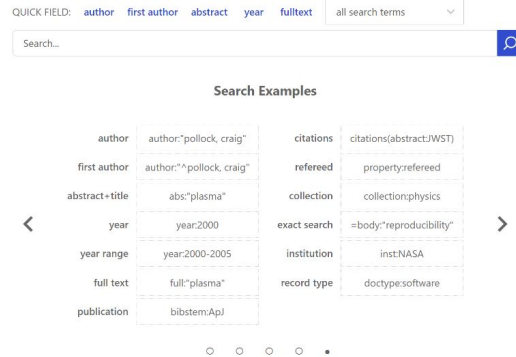 QUICK FIELD: author first author abstract year fulltext all search terms
Search...
Search Examples
author author:"pollock, craig" citations citations(abstract:JWST)
first author author:"^pollock, craig" refereed property:refereed
abstract+title abs:"plasma" collection collection:physics
year year:2000 exact search =body:"reproducibility"
year range year:2000-2005 institution inst:NASA
full text full:"plasma" record type doctype:software
publication bibstem:ApJ